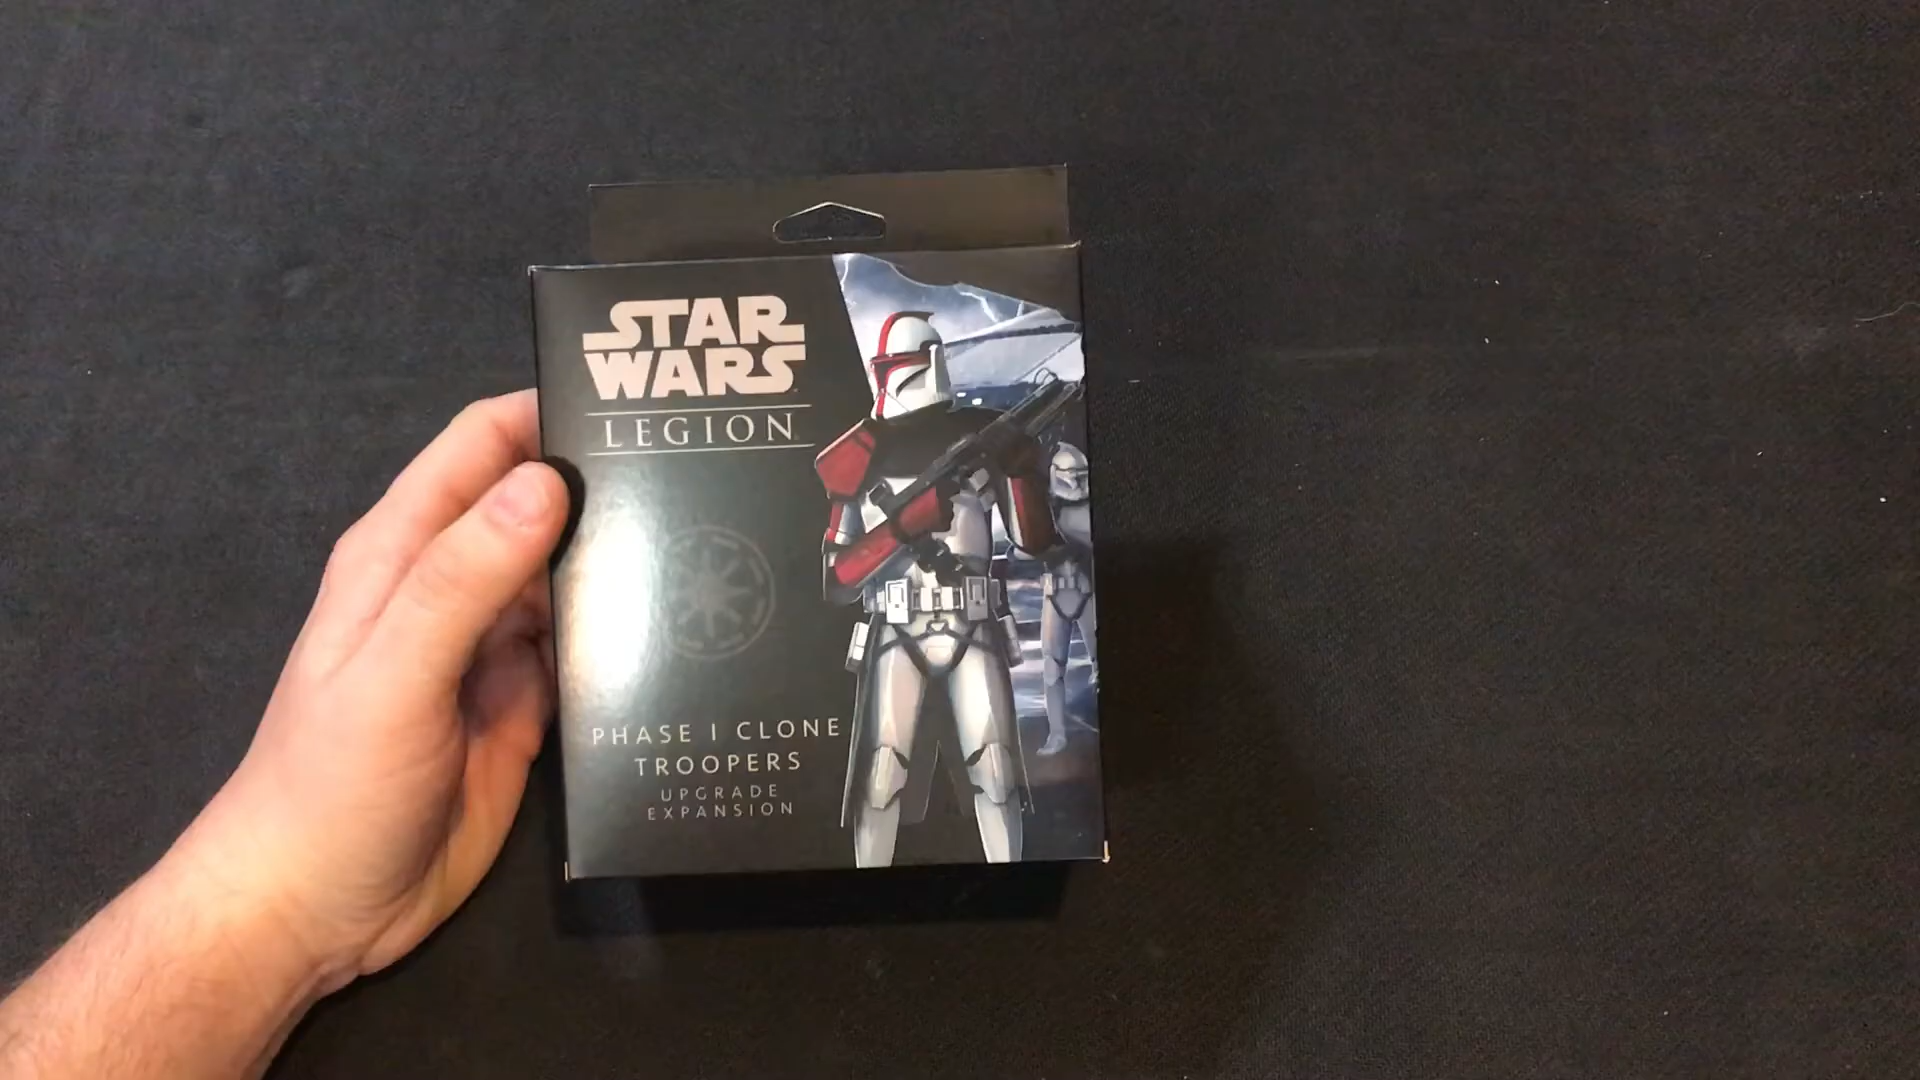 STAR
WARS
LEGION
PHASE I CLONE
TROOPERS
UPGRADE
EXPANSION